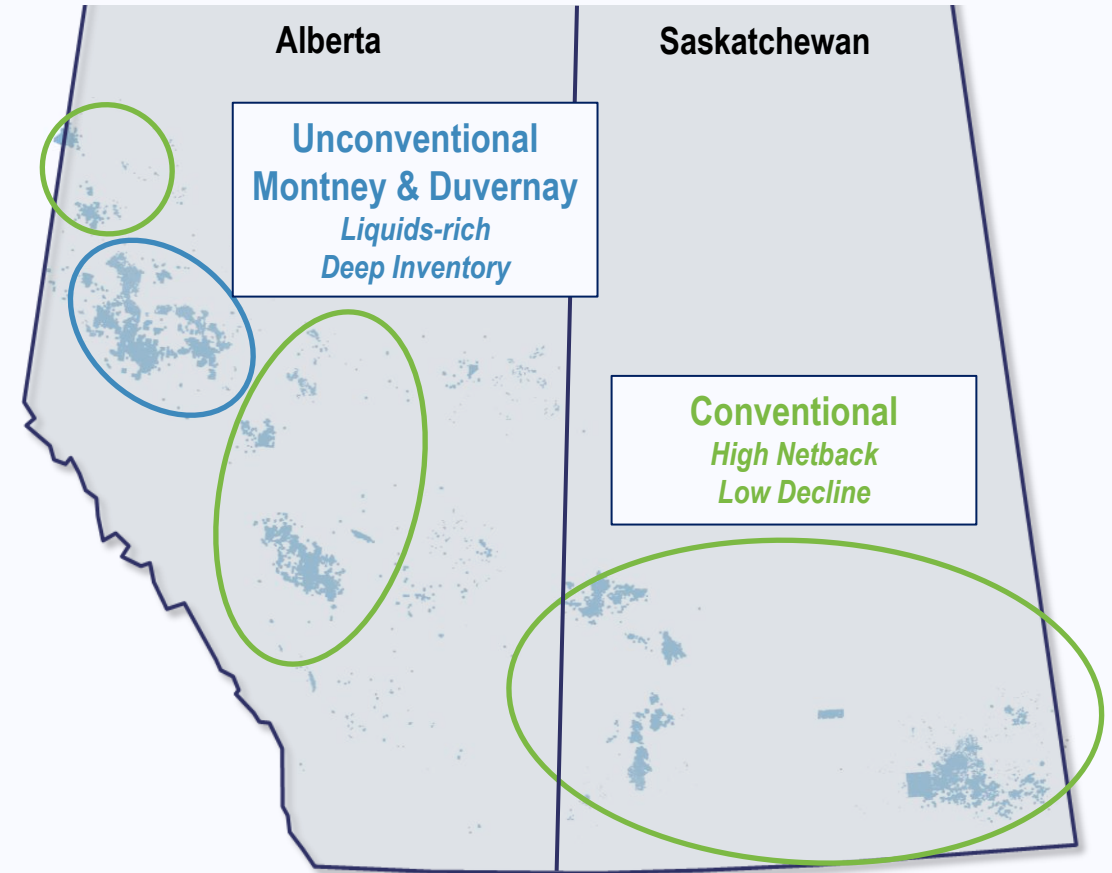 Alberta
Saskatchewan
Unconventional
Montney & Duvernay
Liquids-rich
Deep Inventory
Conventional
High Netback
Low Decline